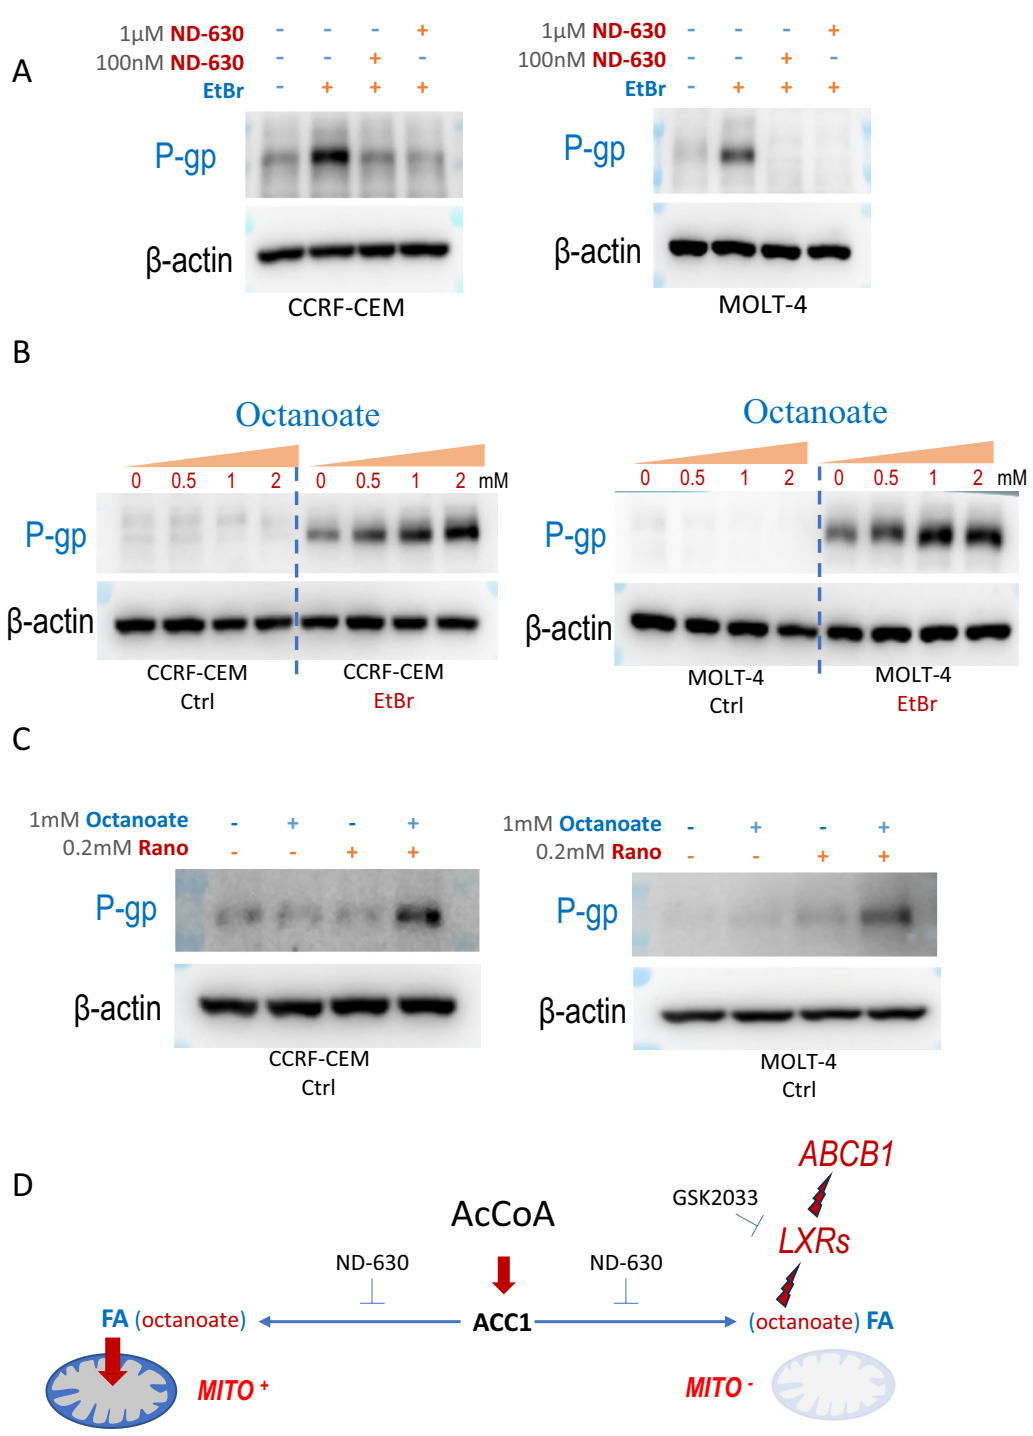 A
1µM ND-630 - - - +
100nM ND-630 - - + -
EtBr - + + +
P-gp
β-actin
CCRF-CEM
1µM ND-630 - - - +
100nM ND-630 - - + -
EtBr - + + +
P-gp
β-actin
MOLT-4
B
Octanoate
0 0.5 1 2 0 0.5 1 2 mM
P-gp
β-actin
CCRF-CEM CCRF-CEM
Ctrl EtBr
Octanoate
0 0.5 1 2 0 0.5 1 2 mM
P-gp
β-actin
MOLT-4 MOLT-4
Ctrl EtBr
C
1mM Octanoate - + - +
0.2mM Rano - - + +
P-gp
β-actin
CCRF-CEM
Ctrl
1mM Octanoate - + - +
0.2mM Rano - - + +
P-gp
β-actin
MOLT-4
Ctrl
D
ABCB1
GSK2033
AcCoA
LXRs
ND-630 ND-630
FA (octanoate) ACC1 (octanoate) FA
MITO + MITO -